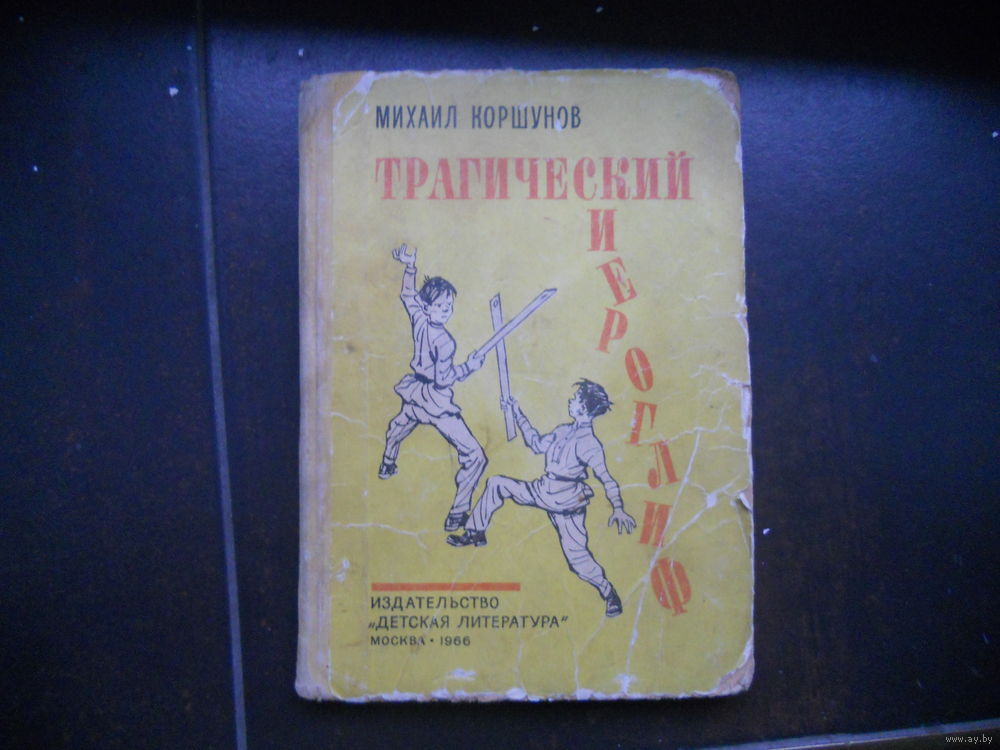 МИХАИЛ КОРШУНОВ
ТРАГИЧЕСКИЙ
ИЕРОГЛИФ
ИЗДАТЕЛЬСТВО
„ДЕТСКАЯ ЛИТЕРАТУРА"
МОСКВА • 1966
www.ay.by